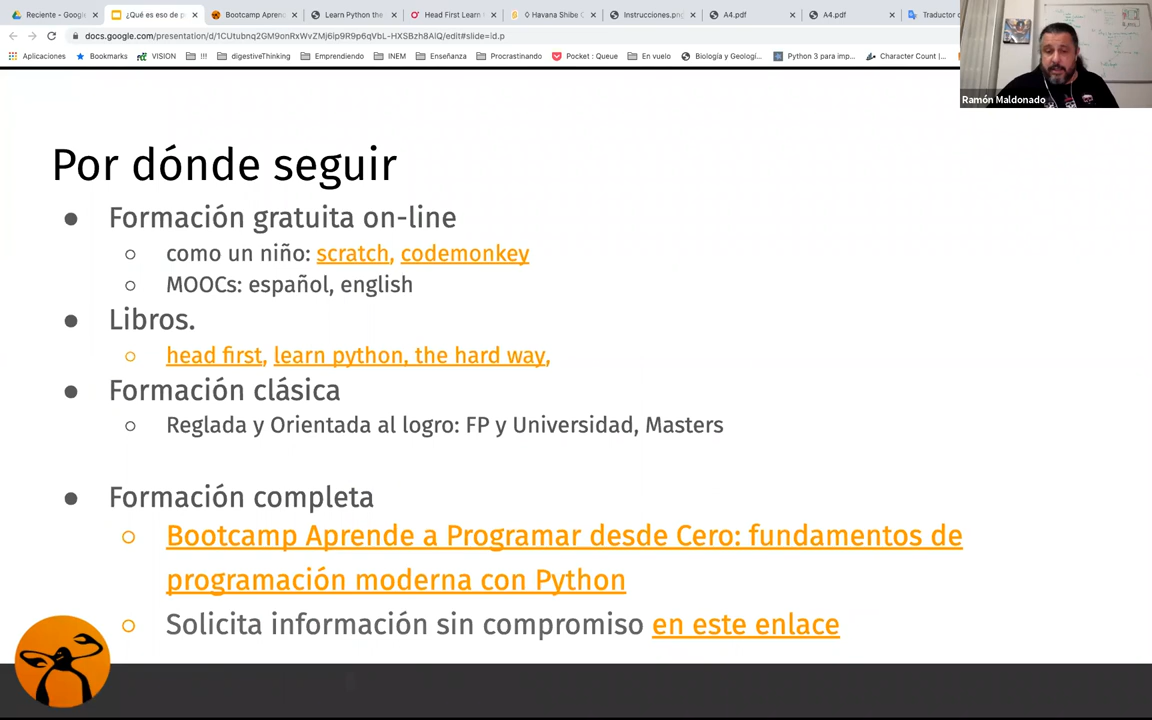 Reciente - Googl
¿Qué es eso de p
Bootcamp Apren
Learn Python the
Head First Learn
() Havana Shibe C
Instrucciones.pn
A4.pdf
A4.pdf
Traductor
docs.google.com/presentation/d/1CUtubnq2GM9onRxWvZMj6ip9R9p6qVbL-HXSBzh8AlQ/edit#slide=id.p
Aplicaciones
Bookmarks
VISION
!!!
digestiveThinking
Emprendiendo
INEM
Enseñanza
Procrastinando
Pocket : Queue
En vuelo
Biología y Geologí...
Python 3 para imp...
Character Count |...
Ramón Maldonado
Por dónde seguir
● Formación gratuita on-line
○ como un niño: scratch, codemonkey
○ MOOCs: español, english
● Libros.
○ head first, learn python, the hard way,
● Formación clásica
○ Reglada y Orientada al logro: FP y Universidad, Masters
● Formación completa
○ Bootcamp Aprende a Programar desde Cero: fundamentos de
programación moderna con Python
○ Solicita información sin compromiso en este enlace